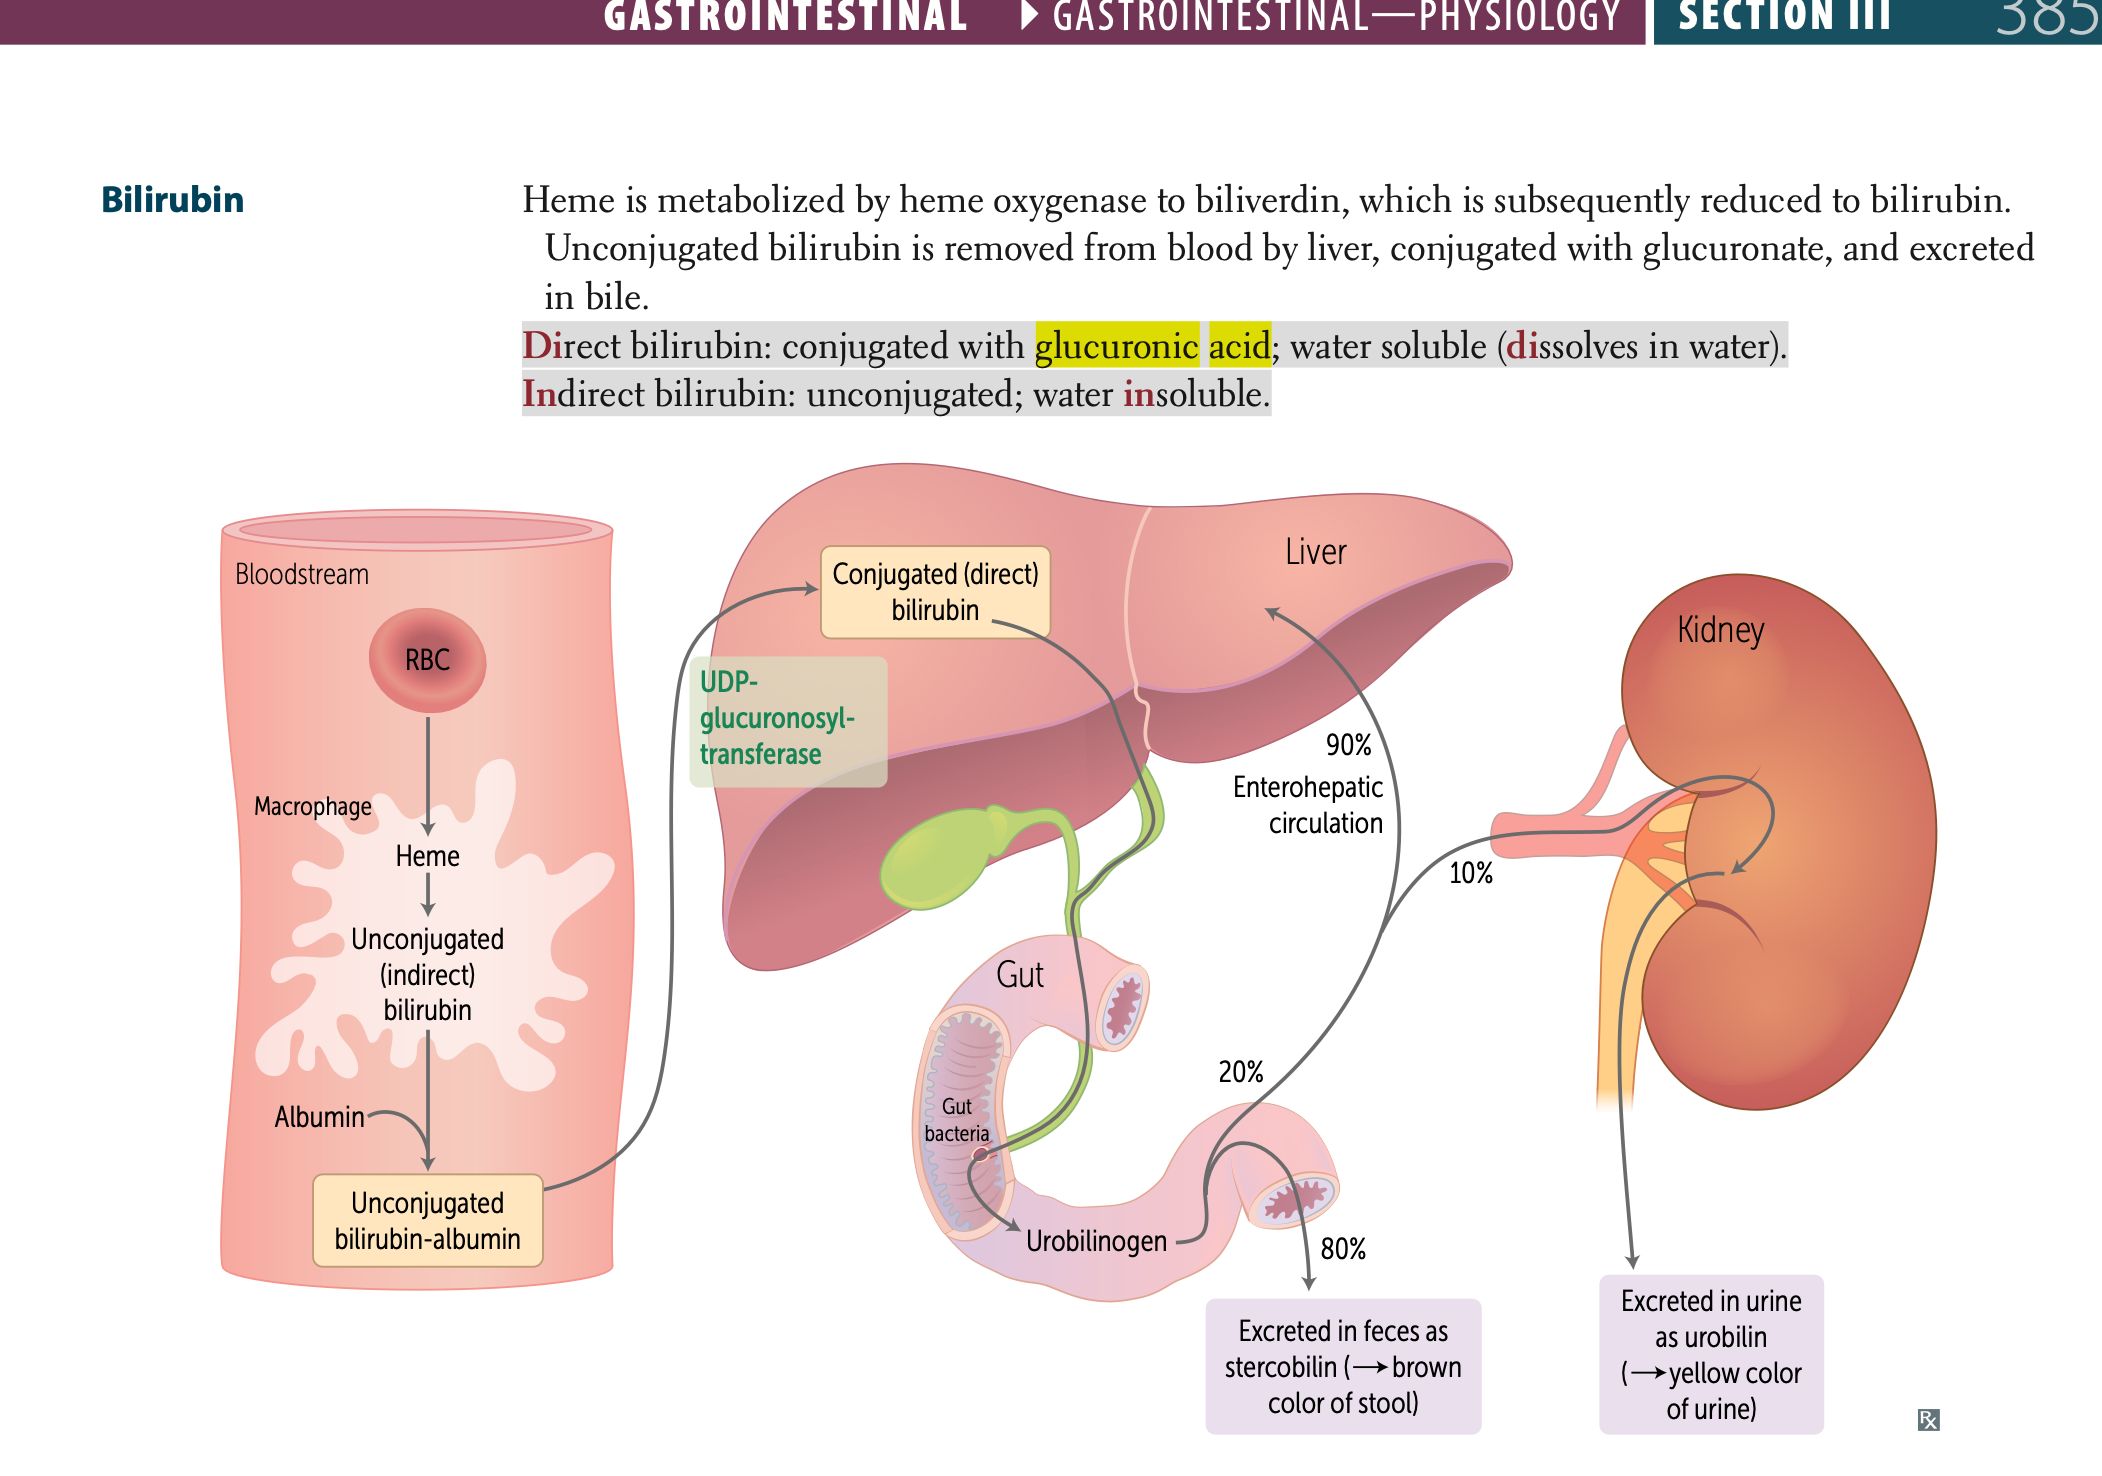 GASTROINTESTINAL ▶ GASTROINTESTINAL—PHYSIOLOGY SECTION III 385
Bilirubin
Heme is metabolized by heme oxygenase to biliverdin, which is subsequently reduced to bilirubin.
Unconjugated bilirubin is removed from blood by liver, conjugated with glucuronate, and excreted
in bile.
Direct bilirubin: conjugated with glucuronic acid; water soluble (dissolves in water).
Indirect bilirubin: unconjugated; water insoluble.
Bloodstream
RBC
Macrophage
Heme
Unconjugated
(indirect)
bilirubin
Albumin
Unconjugated
bilirubin-albumin
UDP-
glucuronosyl-
transferase
Conjugated (direct)
bilirubin
Liver
90%
Enterohepatic
circulation
Gut
Gut
bacteria
Urobilinogen
20%
80%
Excreted in feces as
stercobilin (→brown
color of stool)
10%
Kidney
Excreted in urine
as urobilin
(→yellow color
of urine)
Rx